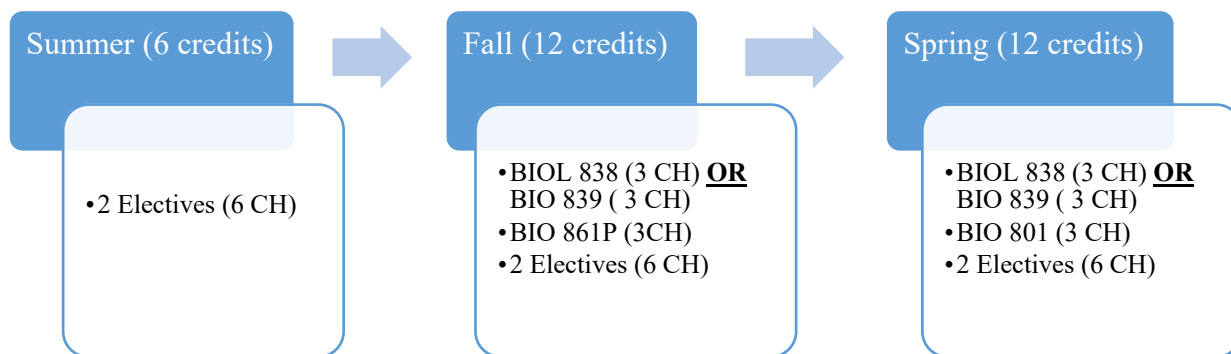 Summer (6 credits)
•2 Electives (6 CH)
Fall (12 credits)
•BIOL 838 (3 CH) OR
BIO 839 ( 3 CH)
•BIO 861P (3CH)
•2 Electives (6 CH)
Spring (12 credits)
•BIOL 838 (3 CH) OR
BIO 839 ( 3 CH)
•BIO 801 (3 CH)
•2 Electives (6 CH)